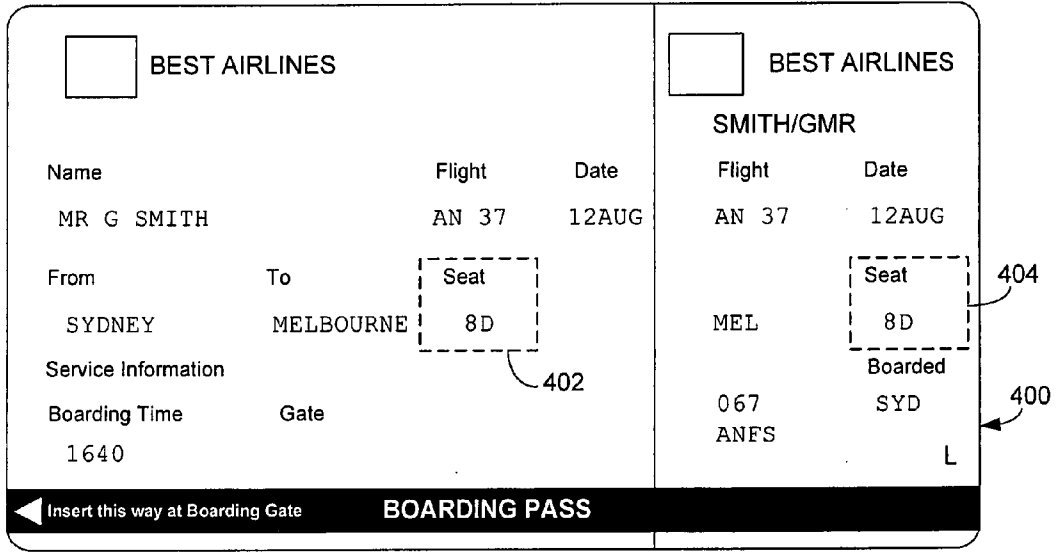 BEST AIRLINES
Name Flight Date
MR G SMITH AN 37 12AUG
From To Seat
SYDNEY MELBOURNE 8D
402
Service Information
Boarding Time Gate
1640
Insert this way at Boarding Gate BOARDING PASS
BEST AIRLINES
SMITH/GMR
Flight Date
AN 37 12AUG
Seat
404
MEL 8D
Boarded
067 SYD
400
ANFS
L